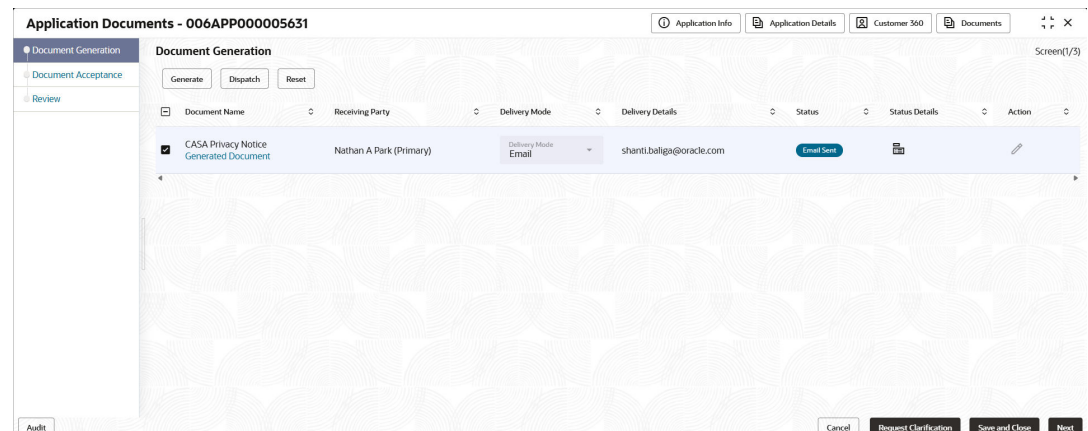 Application Documents - 006APP000005631
Application Info
Application Details
Customer 360
Documents
Document Generation
Document Acceptance
Review
Document Generation
Screen(1/3)
Generate Dispatch Reset
Document Name Receiving Party Delivery Mode Delivery Details Status Status Details Action
CASA Privacy Notice
Generated Document
Nathan A Park (Primary)
Delivery Mode
Email
shanti.baliga@oracle.com
Email Sent
Audit
Cancel Request Clarification Save and Close Next